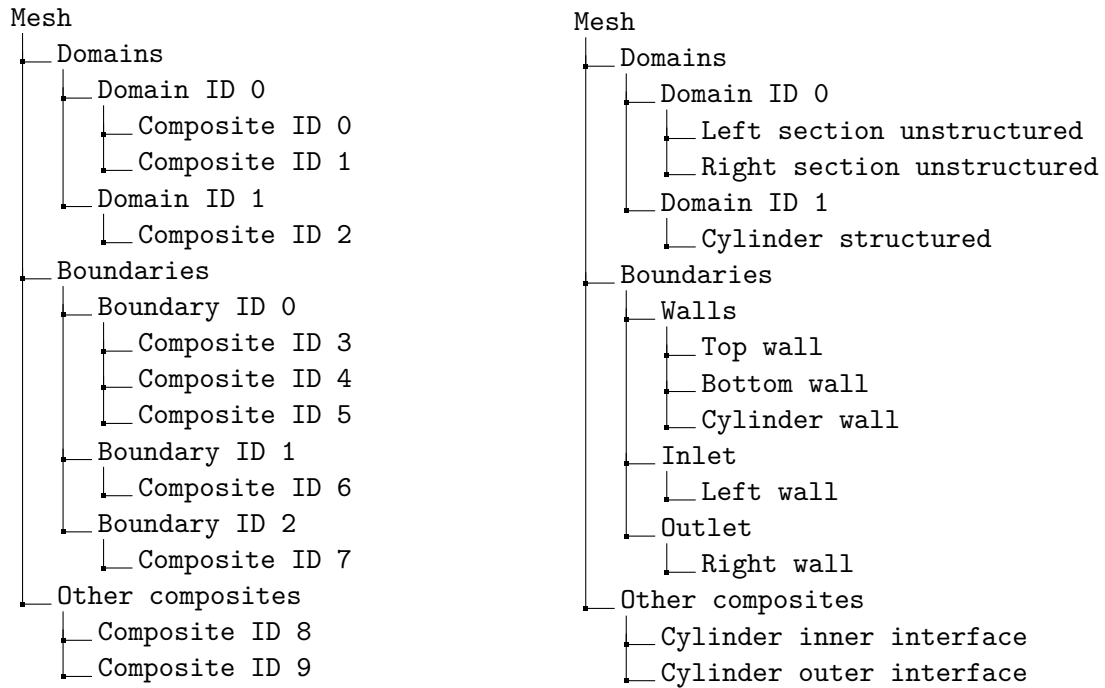 Mesh
Domains
Domain ID 0
Composite ID 0
Composite ID 1
Domain ID 1
Composite ID 2
Boundaries
Boundary ID 0
Composite ID 3
Composite ID 4
Composite ID 5
Boundary ID 1
Composite ID 6
Boundary ID 2
Composite ID 7
Other composites
Composite ID 8
Composite ID 9
Mesh
Domains
Domain ID 0
Left section unstructured
Right section unstructured
Domain ID 1
Cylinder structured
Boundaries
Walls
Top wall
Bottom wall
Cylinder wall
Inlet
Left wall
Outlet
Right wall
Other composites
Cylinder inner interface
Cylinder outer interface